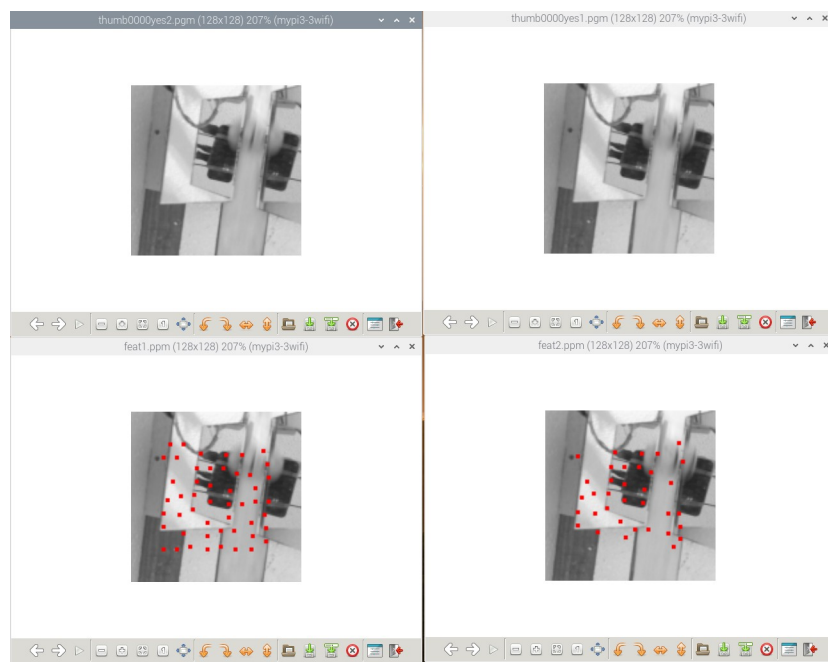 thumb0000yes2.pgm (128x128) 207% (mypi3-3wifi)
thumb0000yes1.pgm (128x128) 207% (mypi3-3wifi)
feat1.ppm (128x128) 207% (mypi3-3wifi)
feat2.ppm (128x128) 207% (mypi3-3wifi)